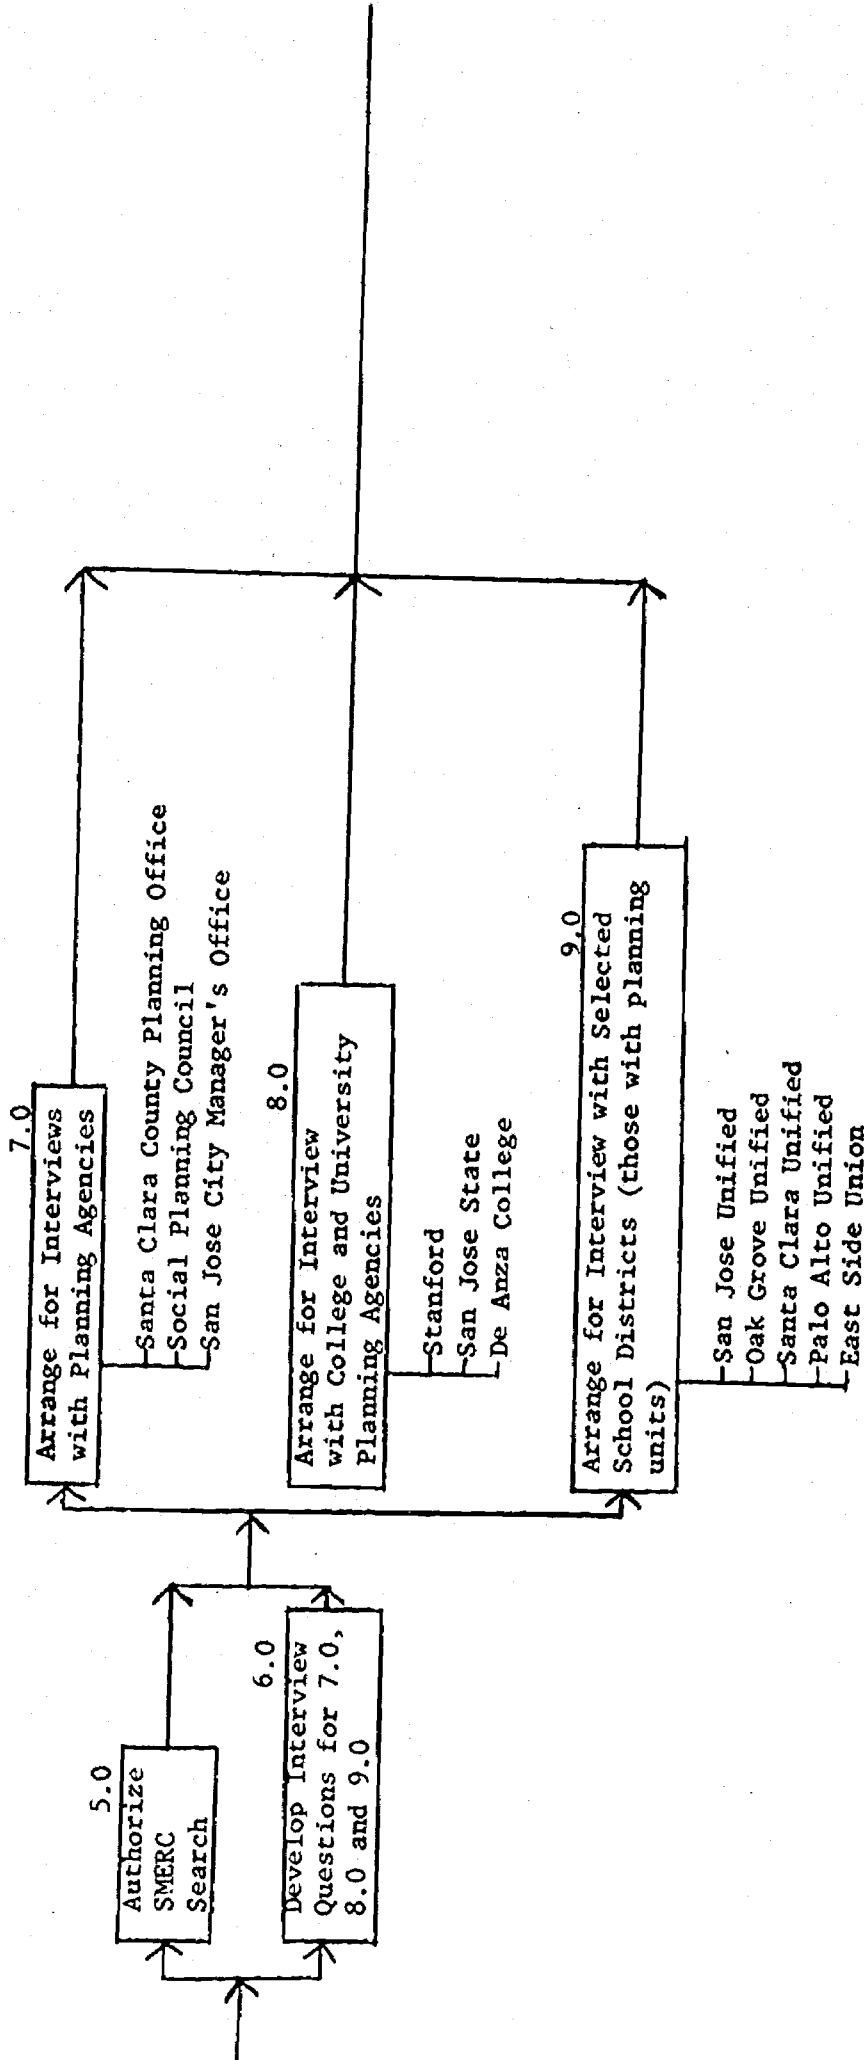 5.0
Authorize
SMERC
Search
6.0
Develop Interview
Questions for 7.0,
8.0 and 9.0
7.0
Arrange for Interviews
with Planning Agencies
Santa Clara County Planning Office
Social Planning Council
San Jose City Manager's Office
8.0
Arrange for Interview
with College and University
Planning Agencies
Stanford
San Jose State
De Anza College
9.0
Arrange for Interview with Selected
School Districts (those with planning
units)
San Jose Unified
Oak Grove Unified
Santa Clara Unified
Palo Alto Unified
East Side Union